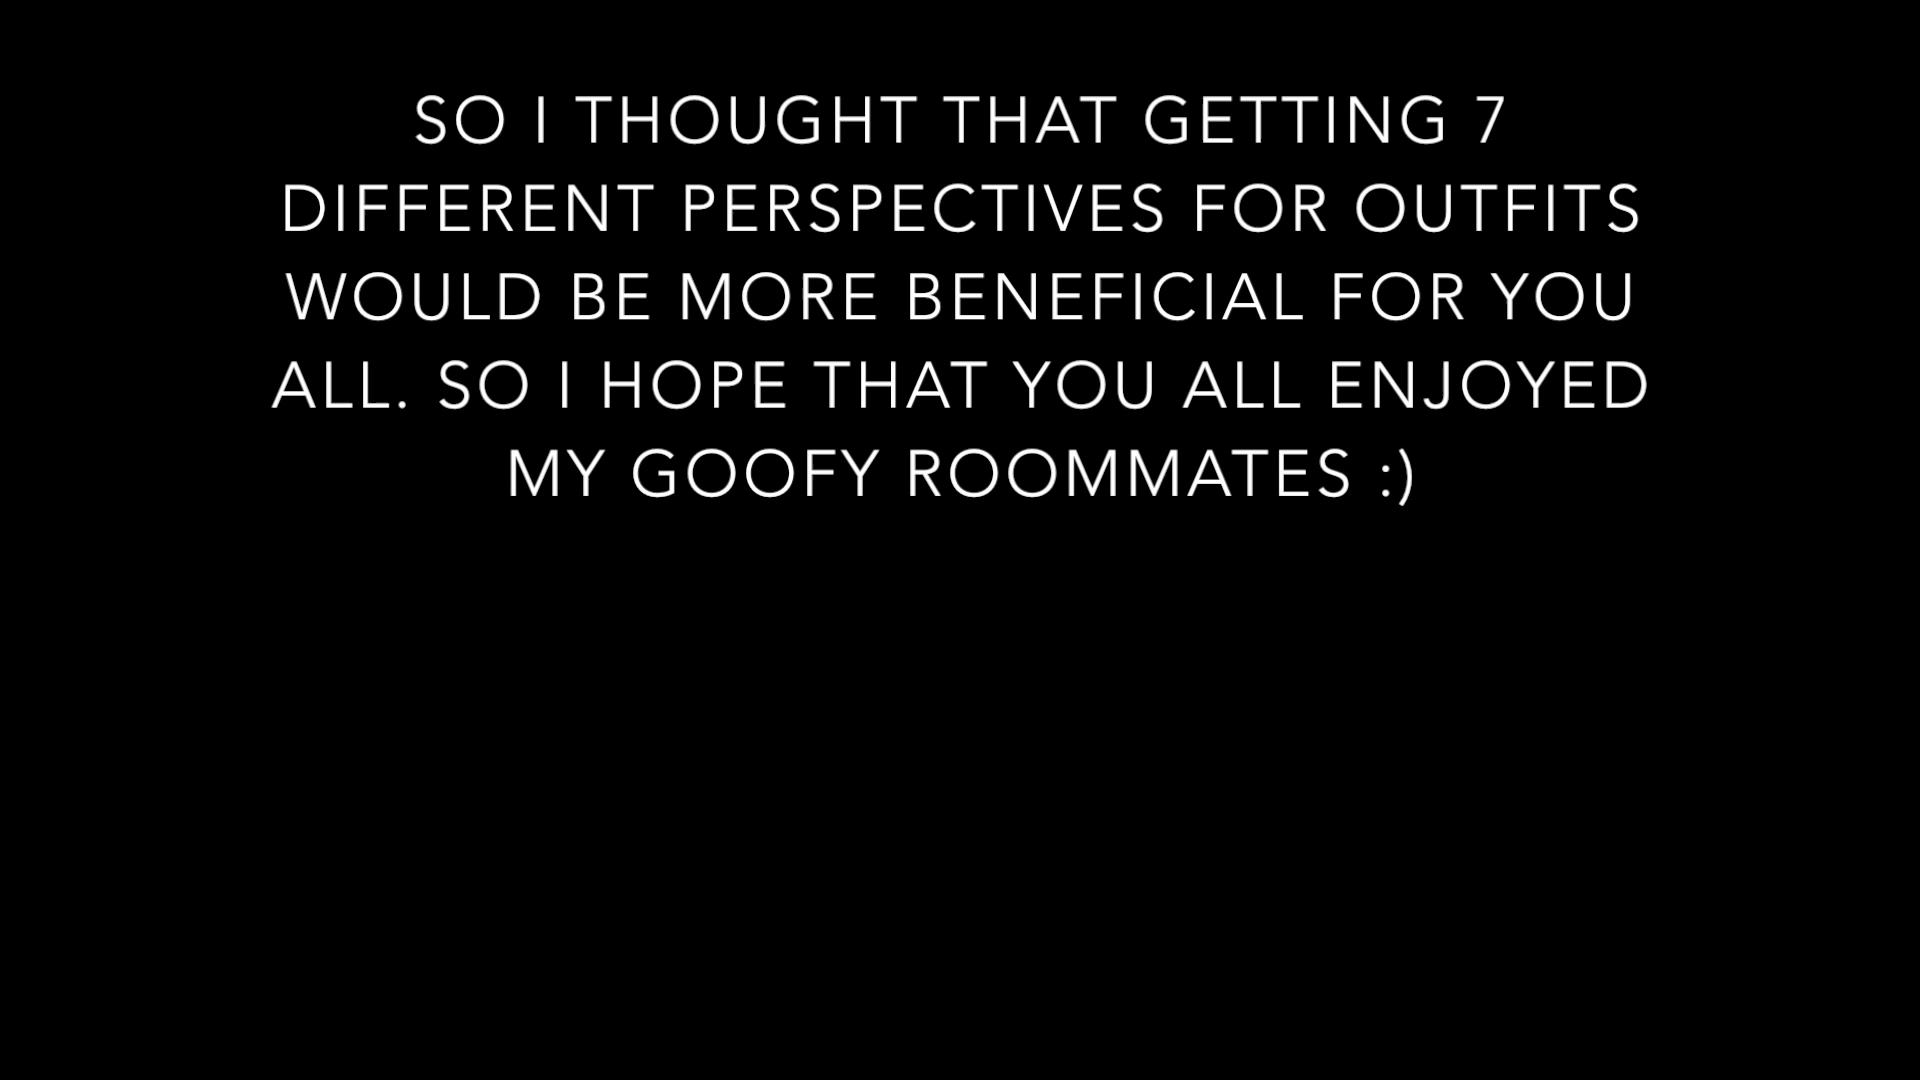 SO I THOUGHT THAT GETTING 7
DIFFERENT PERSPECTIVES FOR OUTFITS
WOULD BE MORE BENEFICIAL FOR YOU
ALL. SO I HOPE THAT YOU ALL ENJOYED
MY GOOFY ROOMMATES :)